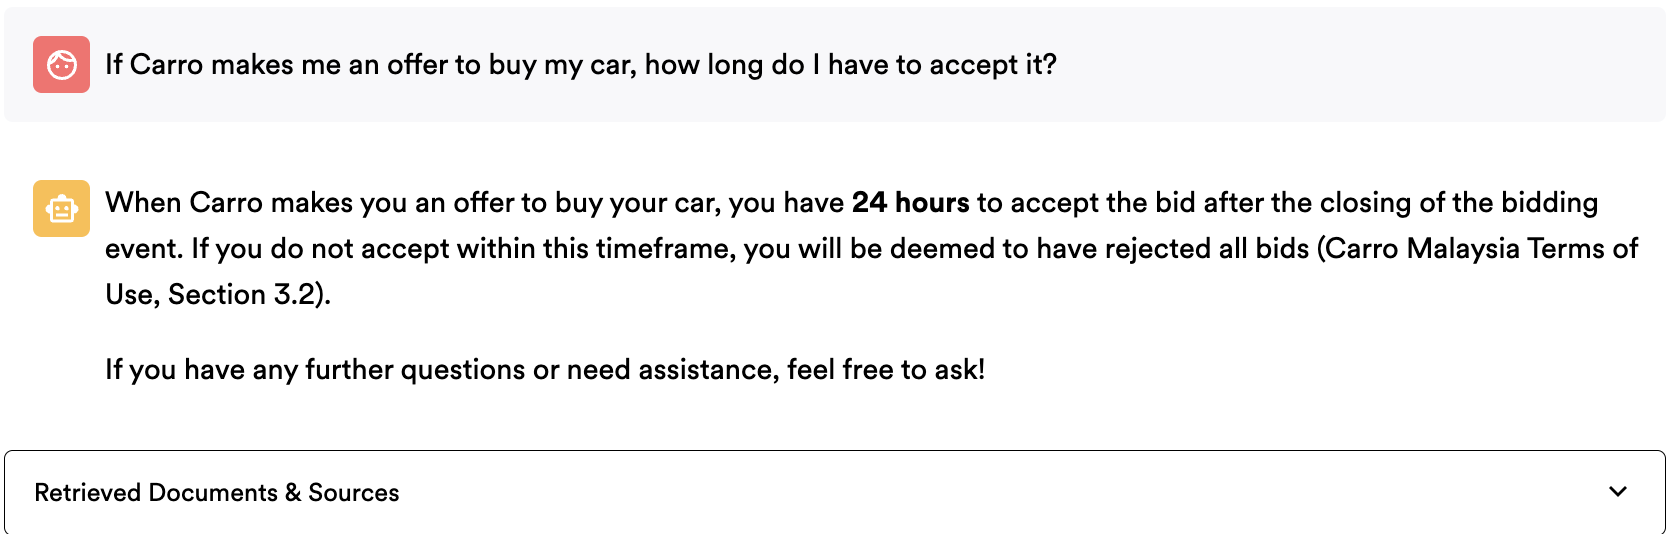 If Carro makes me an offer to buy my car, how long do I have to accept it?
When Carro makes you an offer to buy your car, you have 24 hours to accept the bid after the closing of the bidding
event. If you do not accept within this timeframe, you will be deemed to have rejected all bids (Carro Malaysia Terms of
Use, Section 3.2).
If you have any further questions or need assistance, feel free to ask!
Retrieved Documents & Sources